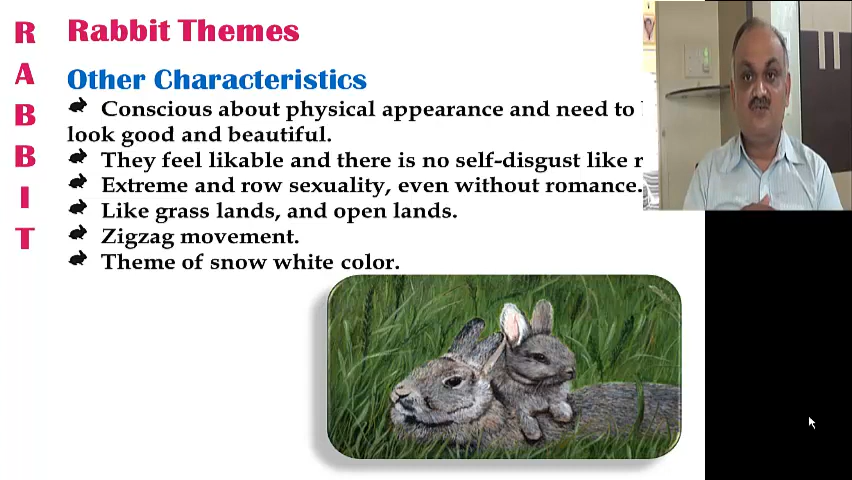 R
A
B
B
I
T
Rabbit Themes
Other Characteristics
Conscious about physical appearance and need to
look good and beautiful.
They feel likable and there is no self-disgust like
Extreme and row sexuality, even without romance.
Like grass lands, and open lands.
Zigzag movement.
Theme of snow white color.